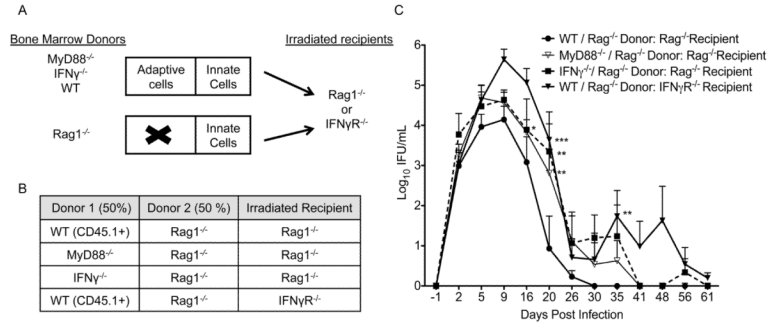 A
Bone Marrow Donors
Irradiated recipients
MyD88-/-
IFNγ-/-
WT
Adaptive cells
Innate Cells
Rag1-/-
Innate Cells
Rag1-/-
or
IFNγR-/-
B
Donor 1 (50%) Donor 2 (50 %) Irradiated Recipient
WT (CD45.1+) Rag1-/- Rag1-/-
MyD88-/- Rag1-/- Rag1-/-
IFNγ-/- Rag1-/- Rag1-/-
WT (CD45.1+) Rag1-/- IFNγR-/-
C
WT / Rag-/- Donor: Rag-/-Recipient
MyD88-/- / Rag-/- Donor: Rag-/-Recipient
IFNγ-/-/ Rag-/- Donor: Rag-/-Recipient
WT / Rag-/- Donor: IFNγR-/-Recipient
Log10 IFU/mL
6
5
4
3
2
1
0
*
***
**
**
**
-1 2 5 9 16 20 26 30 35 41 48 56 61
Days Post Infection